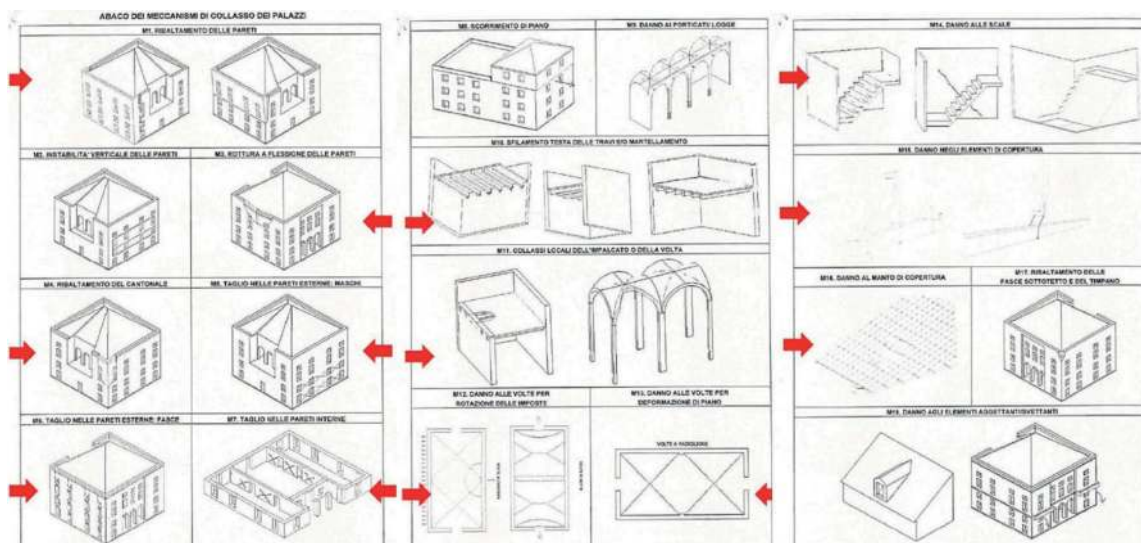 ABACO DEI MECCANISMI DI COLLASSO DEI PALAZZI
M1. RIBALTAMENTO DELLE PARETI
M2. INSTABILITA' VERTICALE DELLE PARETI
M3. ROTTURA A FLESSIONE DELLE PARETI
M4. RIBALTAMENTO DEL CANTONALE
M5. TAGLIO NELLE PARETI ESTERNE: MASCHI
M6. TAGLIO NELLE PARETI ESTERNE: FASCE
M7. TAGLIO NELLE PARETI INTERNE
M8. SCORRIMENTO DI PIANO
M9. DANNO AI PORTICATI/ LOGGE
M10. SFILAMENTO TESTA DELLE TRAVI E/O MARTELLAMENTO
M11. COLLASSI LOCALI DELL'IMPALCATO O DELLA VOLTA
M12. DANNO ALLE VOLTE PER
ROTAZIONE DELLE IMPOSTE
M13. DANNO ALLE VOLTE PER
DEFORMAZIONE DI PIANO
VOLTE A PADIGLIONE
M14. DANNO ALLE SCALE
M15. DANNO NEGLI ELEMENTI DI COPERTURA
M16. DANNO AL MANTO DI COPERTURA
M17. RIBALTAMENTO DELLE
FASCE SOTTOTETTO E DEL TIMPANO
DANNO AGLI ELEMENTI AGGETTANTI/SVETTANTI